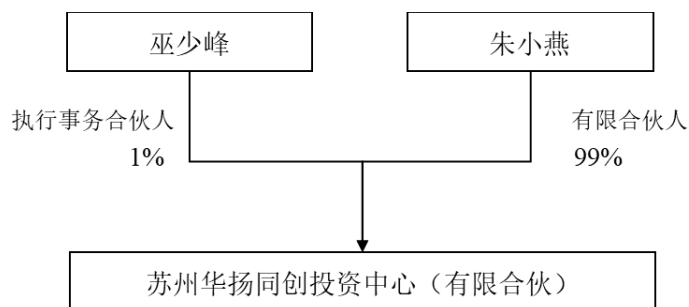 巫少峰
朱小燕
执行事务合伙人
1%
有限合伙人
99%
苏州华扬同创投资中心（有限合伙）